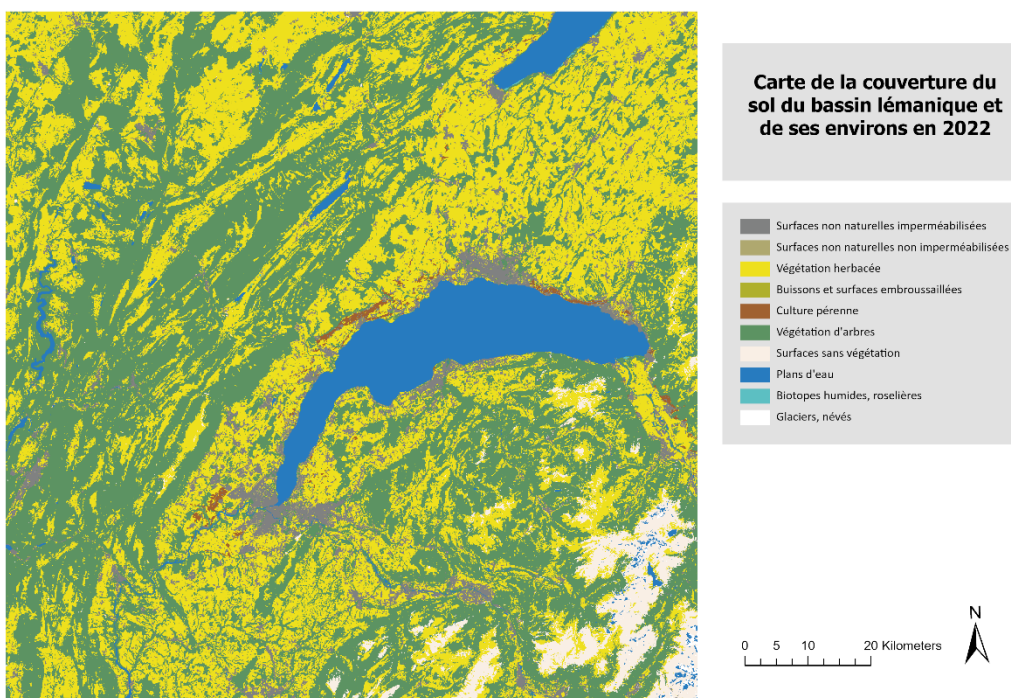 Carte de la couverture du
sol du bassin lémanique et
de ses environs en 2022
Surfaces non naturelles imperméabilisées
Surfaces non naturelles non imperméabilisées
Végétation herbacée
Buissons et surfaces embroussaillées
Culture pérenne
Végétation d'arbres
Surfaces sans végétation
Plans d'eau
Biotopes humides, roselières
Glaciers, névés
N
0 5 10 20 Kilometers